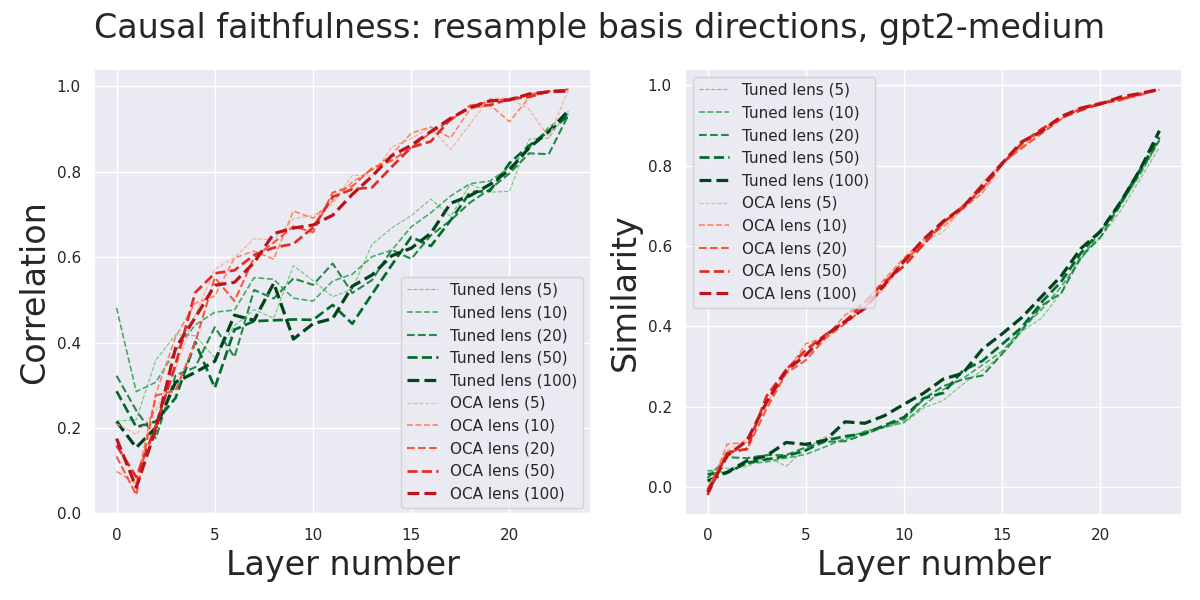 Causal faithfulness: resample basis directions, gpt2-medium
Correlation
1.0
0.8
0.6
0.4
0.2
0.0
0
5
10
15
20
Layer number
Tuned lens (5)
Tuned lens (10)
Tuned lens (20)
Tuned lens (50)
Tuned lens (100)
OCA lens (5)
OCA lens (10)
OCA lens (20)
OCA lens (50)
OCA lens (100)
Similarity
1.0
0.8
0.6
0.4
0.2
0.0
0
5
10
15
20
Layer number
Tuned lens (5)
Tuned lens (10)
Tuned lens (20)
Tuned lens (50)
Tuned lens (100)
OCA lens (5)
OCA lens (10)
OCA lens (20)
OCA lens (50)
OCA lens (100)